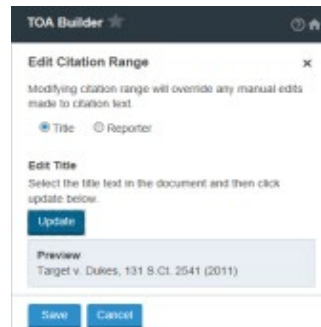 TOA Builder
Edit Citation Range
Modifying citation range will override any manual edits
made to citation text.
Title Reporter
Edit Title
Select the title text in the document and then click
update below.
Update
Preview
Target v. Dukes, 131 S.Ct. 2541 (2011)
Save Cancel